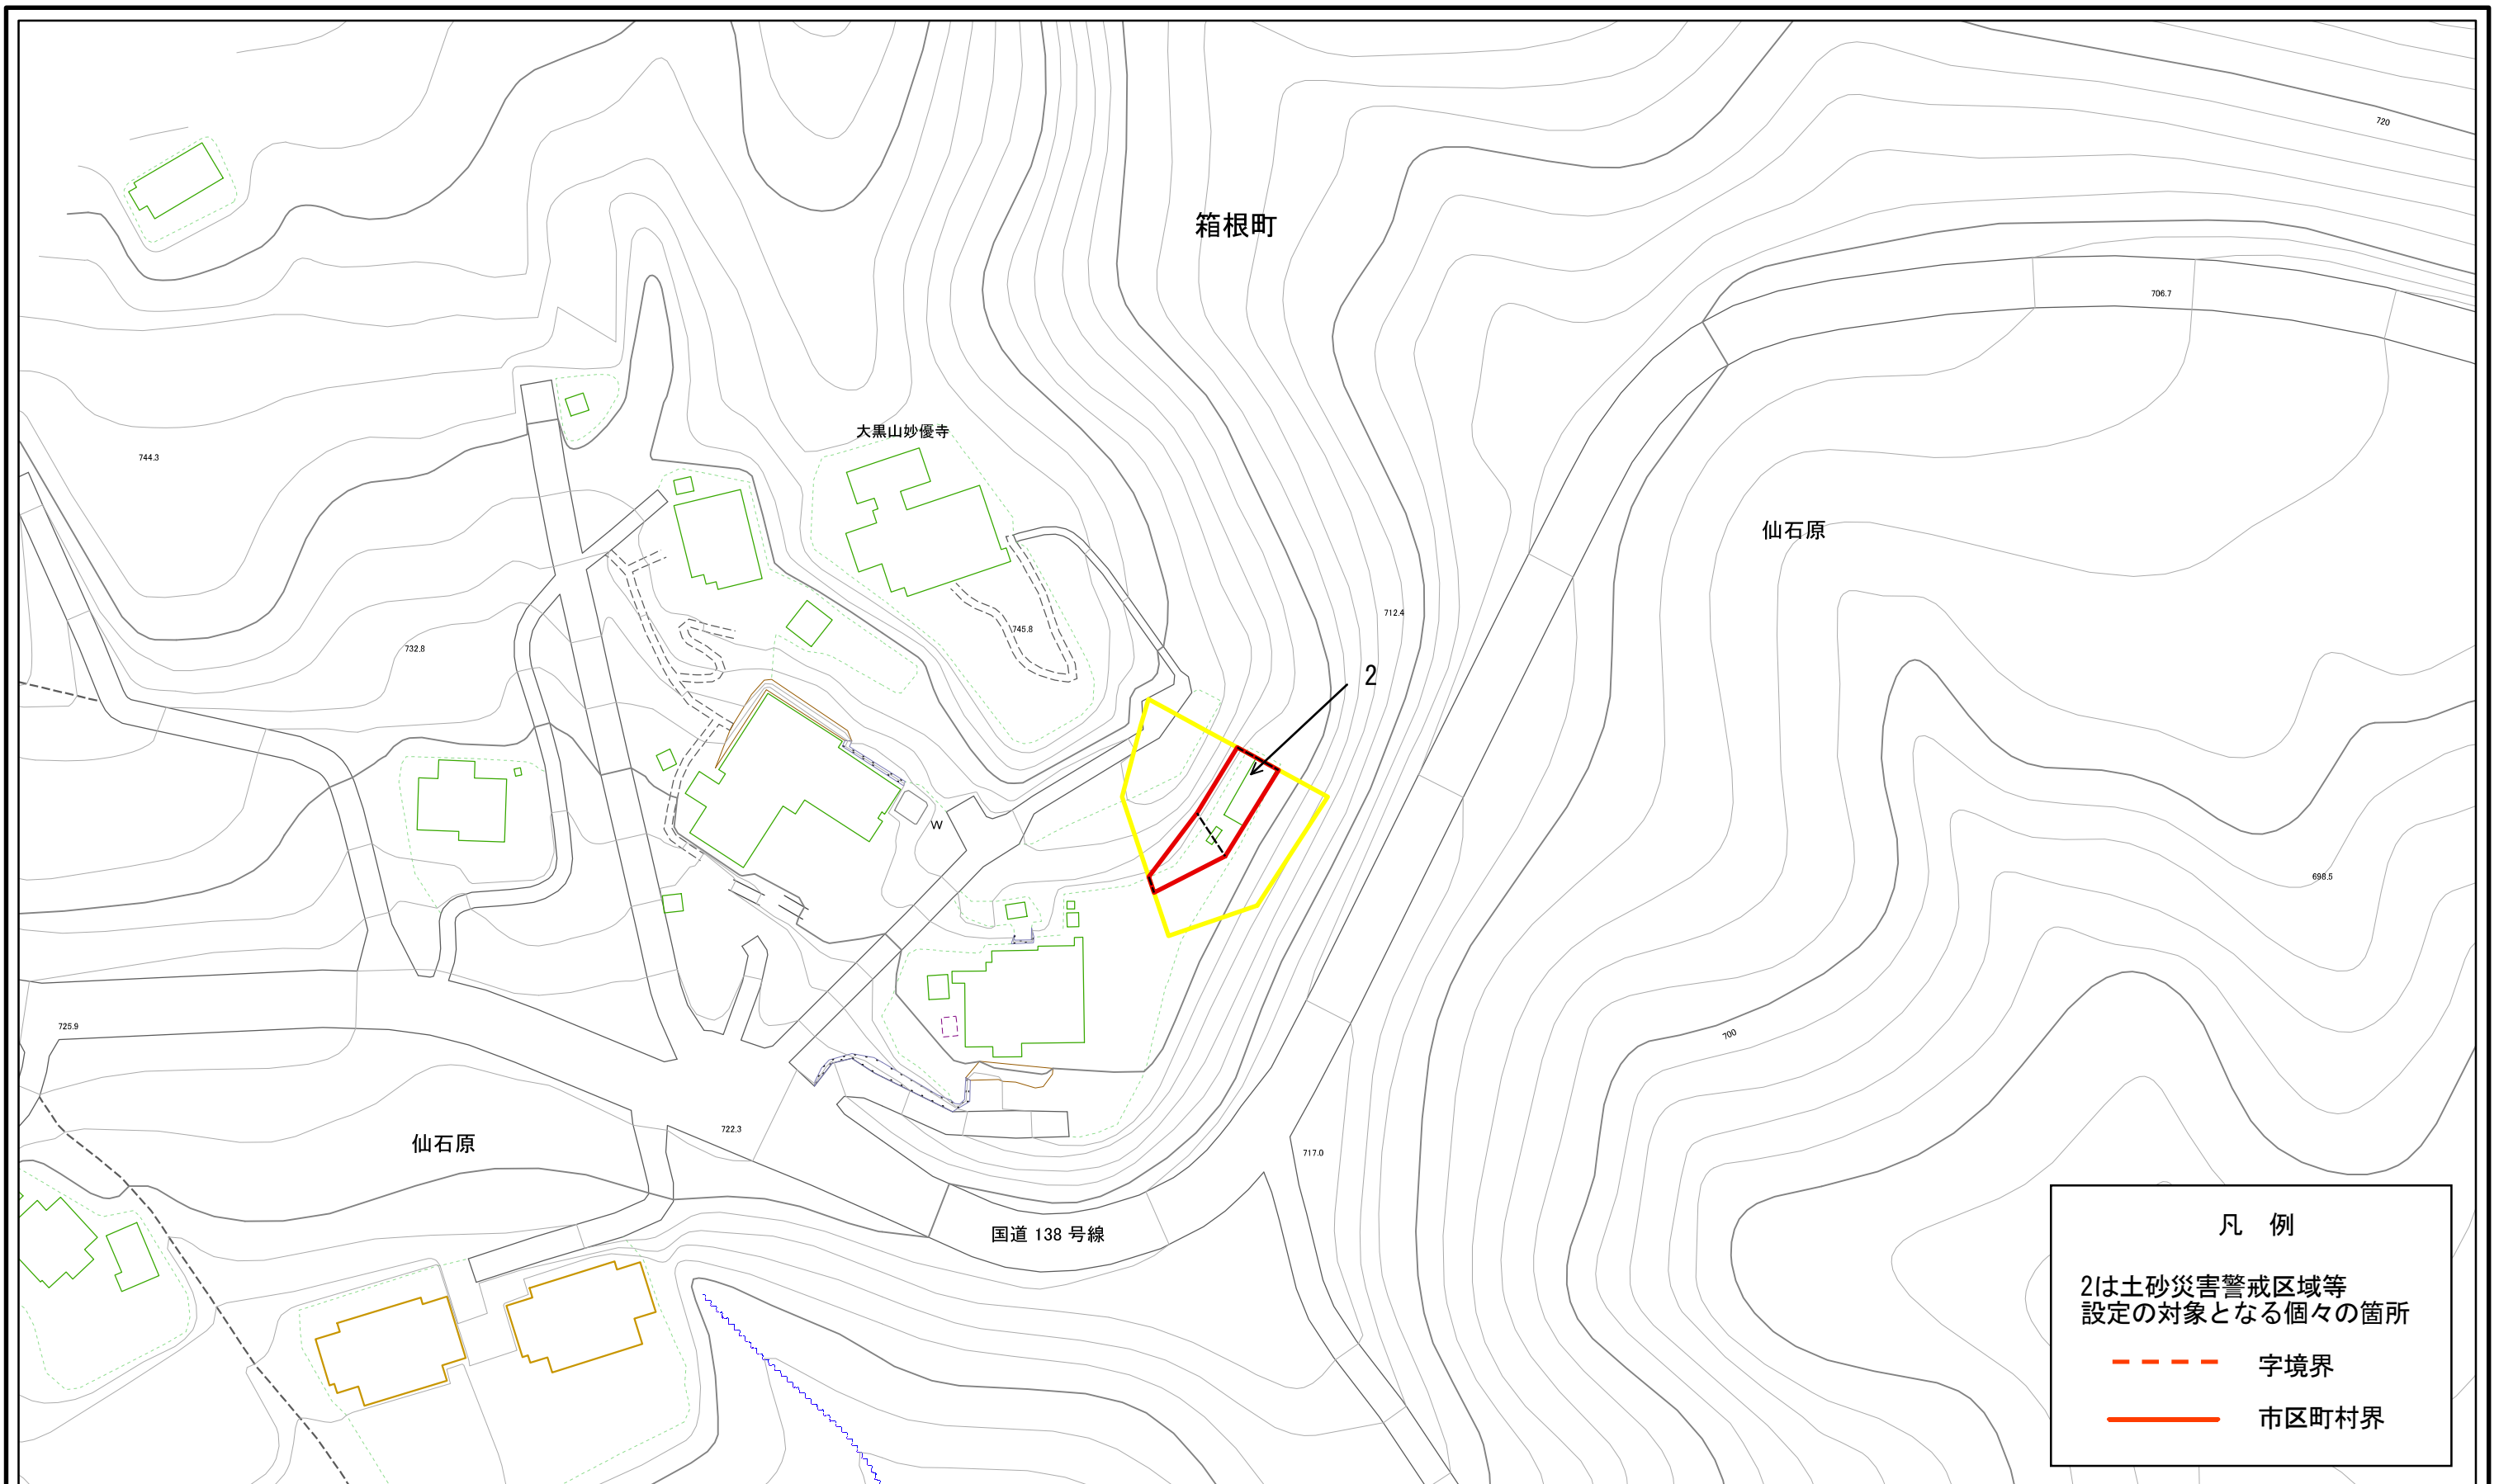 720
箱根町
706.7
大黒山妙優寺
744.3
仙石原
712.4
745.8
732.8
2
W
698.5
725.9
700
722.3
仙石原
717.0
国道 138 号線
凡 例
2は土砂災害警戒区域等
設定の対象となる個々の箇所
字境界
市区町村界